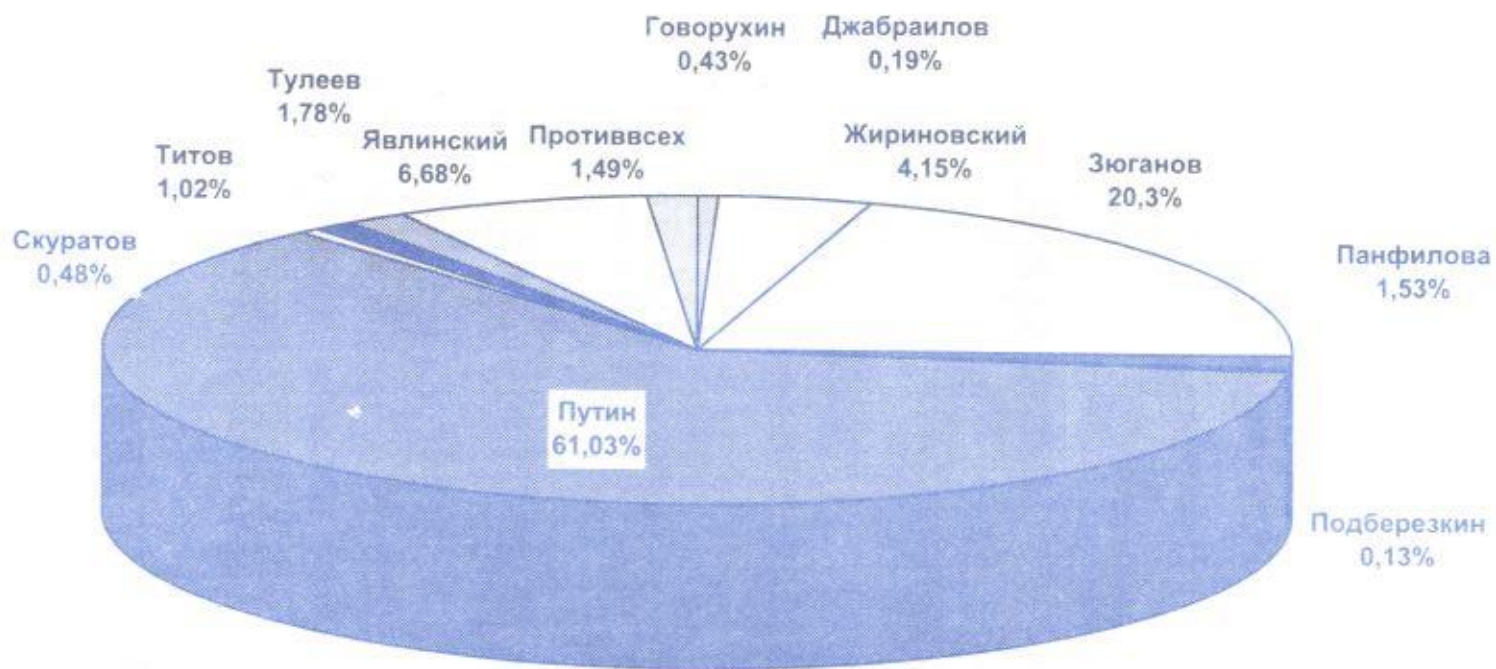 Говорухин
0,43%
Джабраилов
0,19%
Тулеев
1,78%
Явлинский
6,68%
Противвсех
1,49%
Жириновский
4,15%
Зюганов
20,3%
Титов
1,02%
Скуратов
0,48%
Панфилова
1,53%
Путин
61,03%
Подберезкин
0,13%